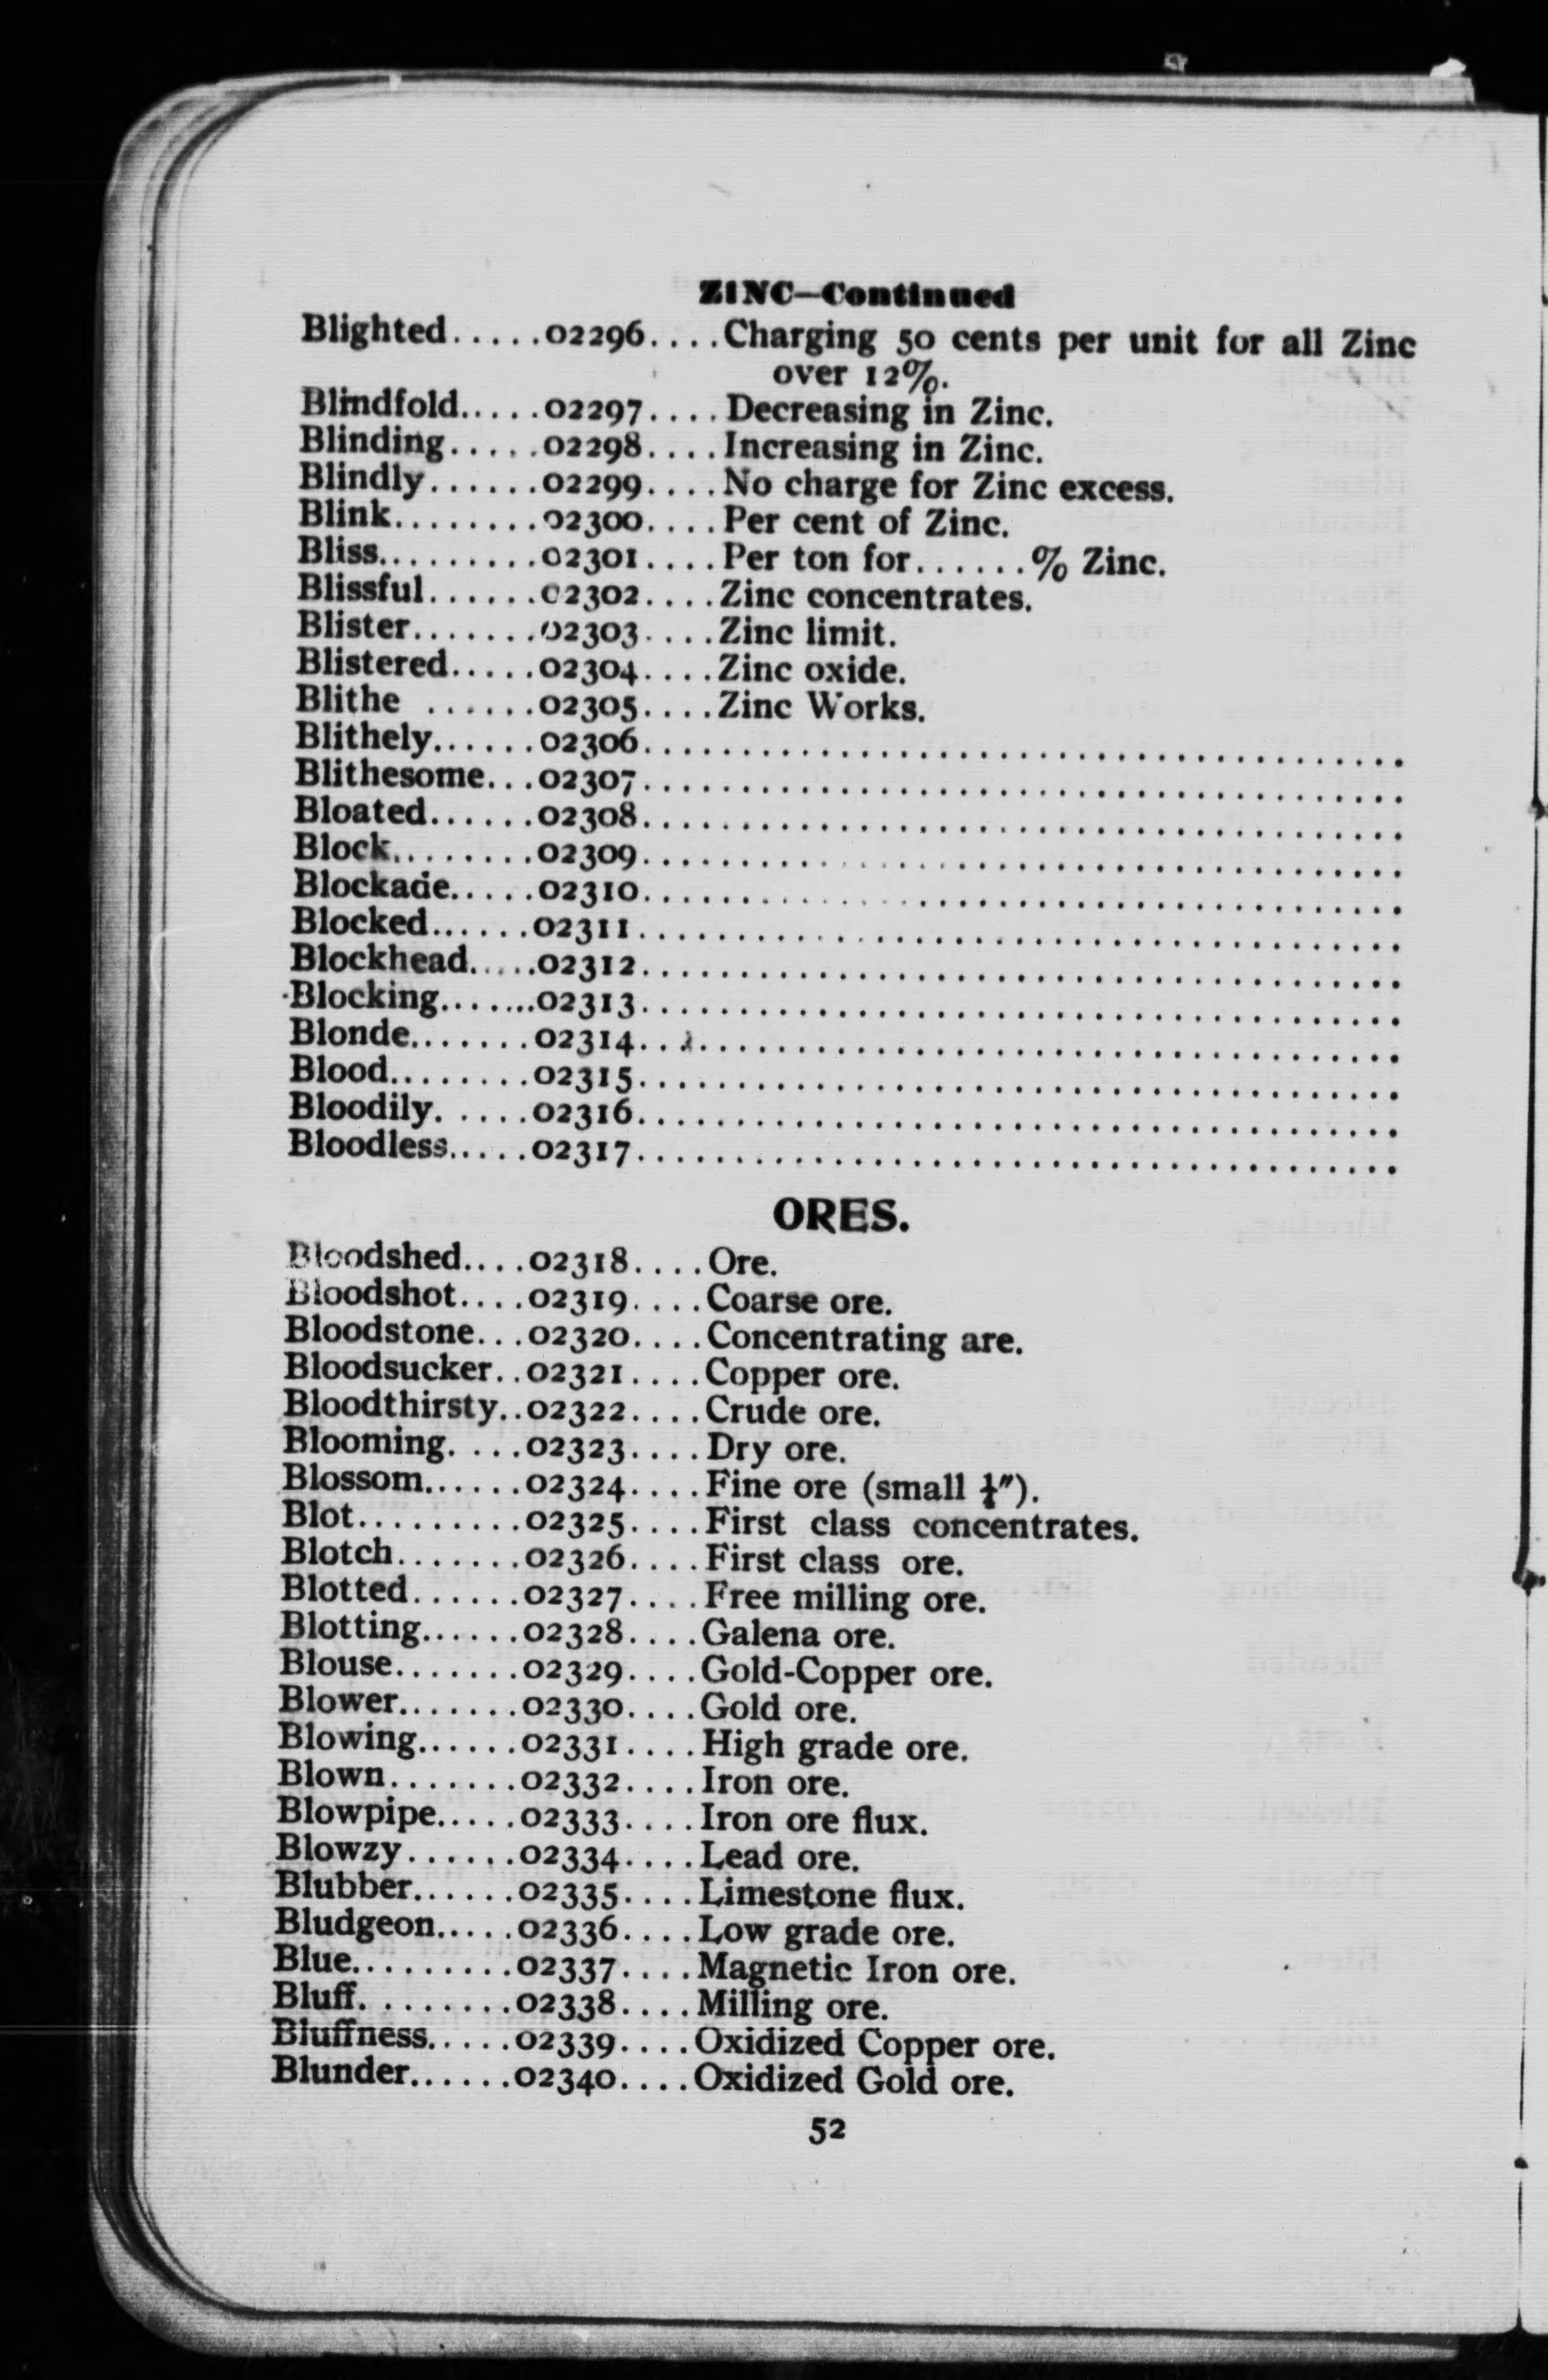 ZINC—Continued
Blighted.....02296....Charging 50 cents per unit for all Zinc
over 12%.
Blindfold.....02297....Decreasing in Zinc.
Blinding.....02298....Increasing in Zinc.
Blindly......02299....No charge for Zinc excess.
Blink........02300....Per cent of Zinc.
Bliss.........02301....Per ton for......% Zinc.
Blissful......02302....Zinc concentrates.
Blister.......02303....Zinc limit.
Blistered.....02304....Zinc oxide.
Blithe ......02305....Zinc Works.
Blithely......02306........................................
Blithesome...02307........................................
Bloated......02308........................................
Block........02309........................................
Blockade.....02310........................................
Blocked......02311........................................
Blockhead.....02312........................................
Blocking.......02313........................................
Blonde.......02314........................................
Blood........02315........................................
Bloodily. .....02316........................................
Bloodless.....02317........................................
ORES.
Bloodshed....02318....Ore.
Bloodshot....02319....Coarse ore.
Bloodstone...02320....Concentrating are.
Bloodsucker..02321....Copper ore.
Bloodthirsty..02322....Crude ore.
Blooming. ...02323....Dry ore.
Blossom......02324....Fine ore (small ¼″).
Blot.........02325....First class concentrates.
Blotch.......02326....First class ore.
Blotted......02327....Free milling ore.
Blotting......02328....Galena ore.
Blouse.......02329....Gold-Copper ore.
Blower.......02330....Gold ore.
Blowing......02331....High grade ore.
Blown.......02332....Iron ore.
Blowpipe.....02333....Iron ore flux.
Blowzy......02334....Lead ore.
Blubber......02335....Limestone flux.
Bludgeon.....02336....Low grade ore.
Blue.........02337....Magnetic Iron ore.
Bluff. .......02338....Milling ore.
Bluffness.....02339....Oxidized Copper ore.
Blunder......02340....Oxidized Gold ore.
52